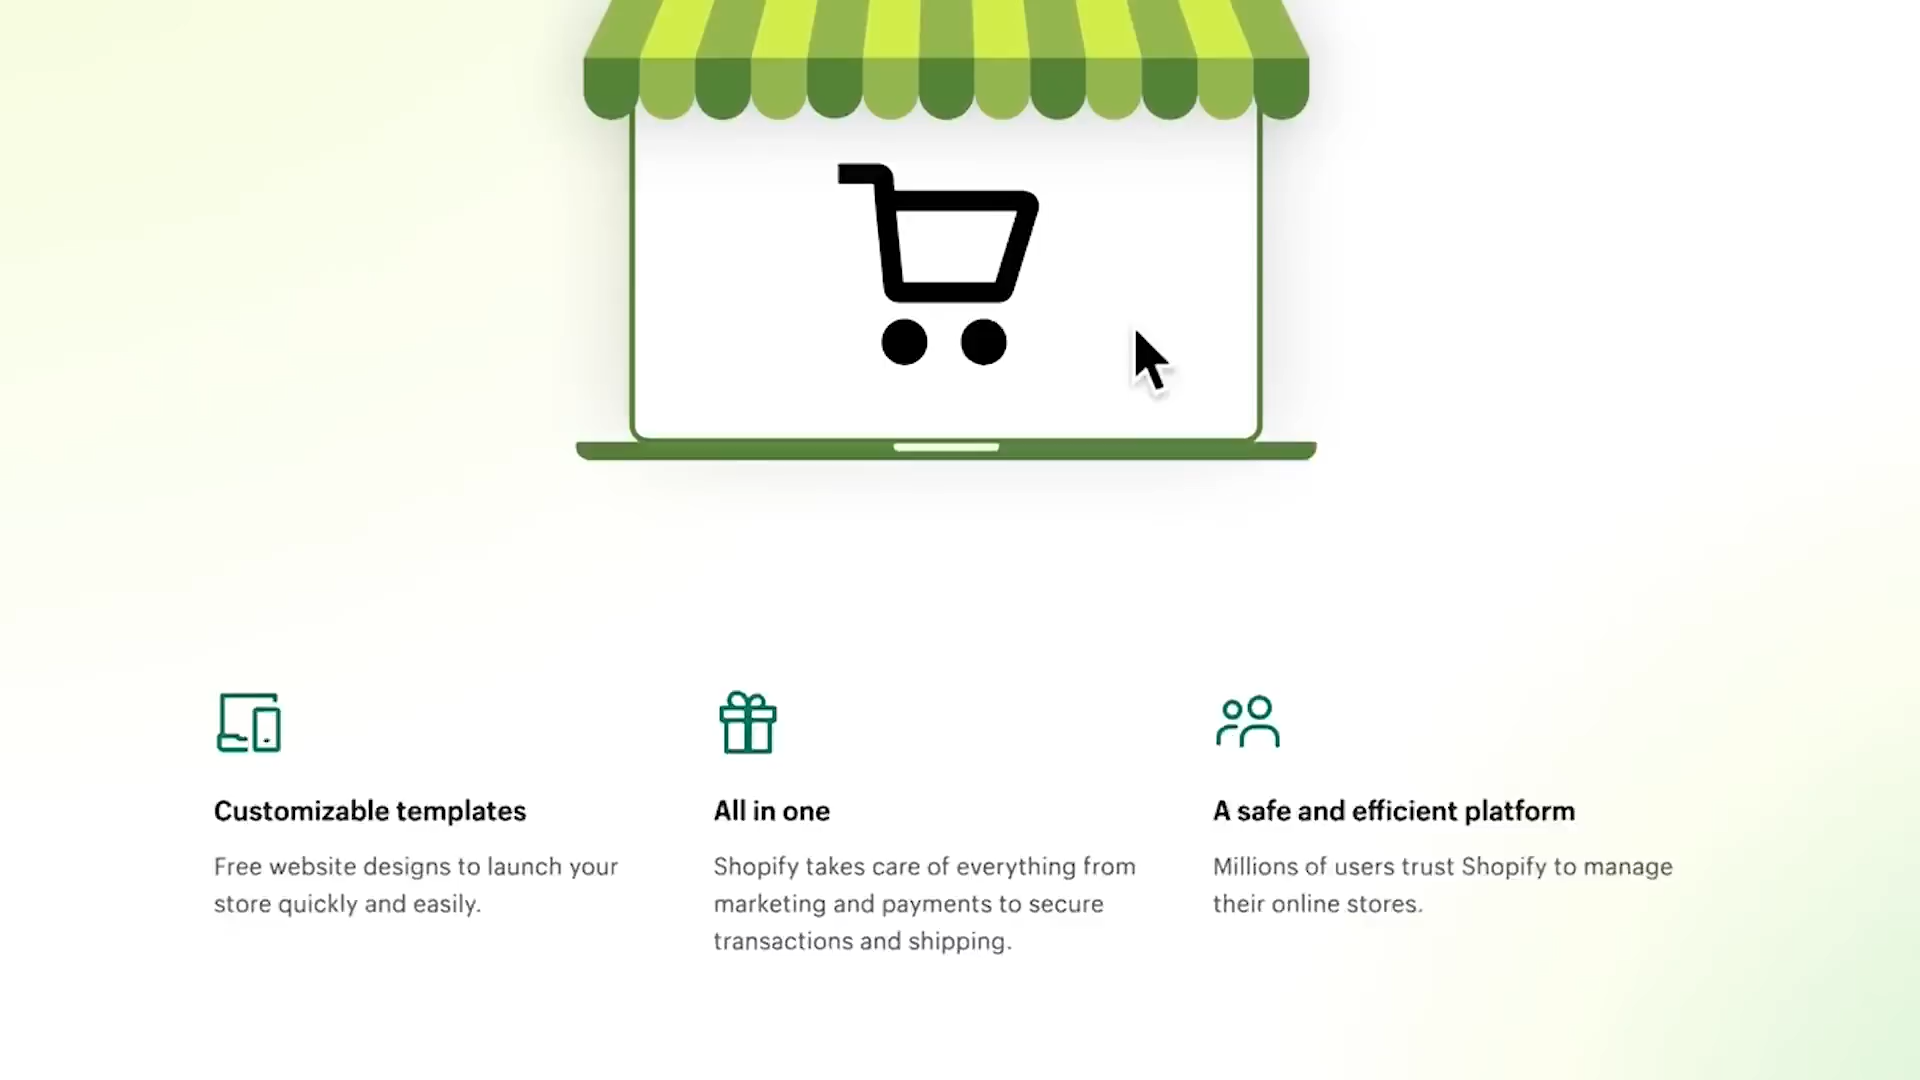 Customizable templates
Free website designs to launch your
store quickly and easily.
All in one
Shopify takes care of everything from
marketing and payments to secure
transactions and shipping.
A safe and efficient platform
Millions of users trust Shopify to manage
their online stores.